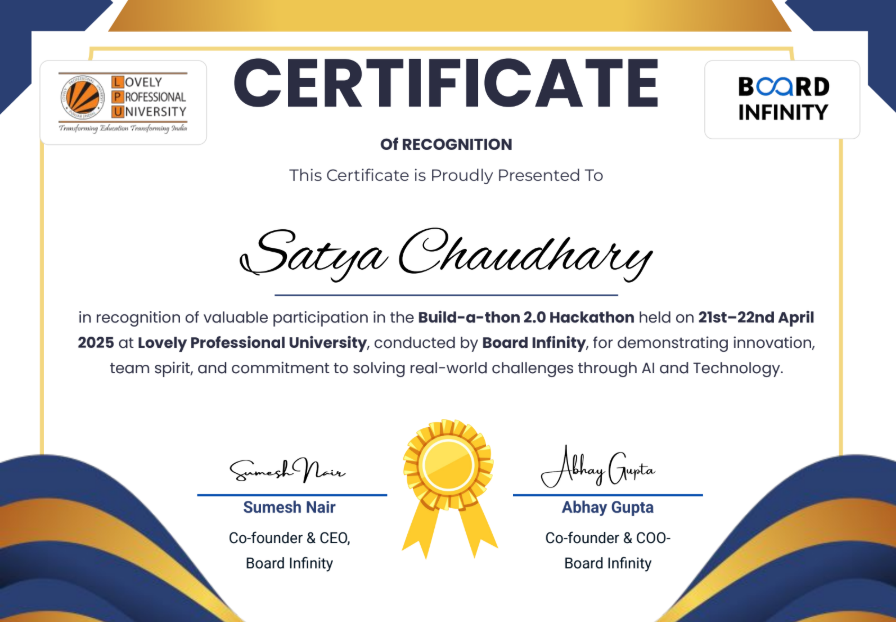 CERTIFICATE
LOVELY
PROFESSIONAL
UNIVERSITY
Transforming Education Transforming India
BOARD
INFINITY
Of RECOGNITION
This Certificate is Proudly Presented To
Satya Chaudhary
in recognition of valuable participation in the Build-a-thon 2.0 Hackathon held on 21st–22nd April
2025 at Lovely Professional University, conducted by Board Infinity, for demonstrating innovation,
team spirit, and commitment to solving real-world challenges through AI and Technology.
Sumesh Nair
Sumesh Nair
Co-founder & CEO,
Board Infinity
Abhay Gupta
Abhay Gupta
Co-founder & COO-
Board Infinity